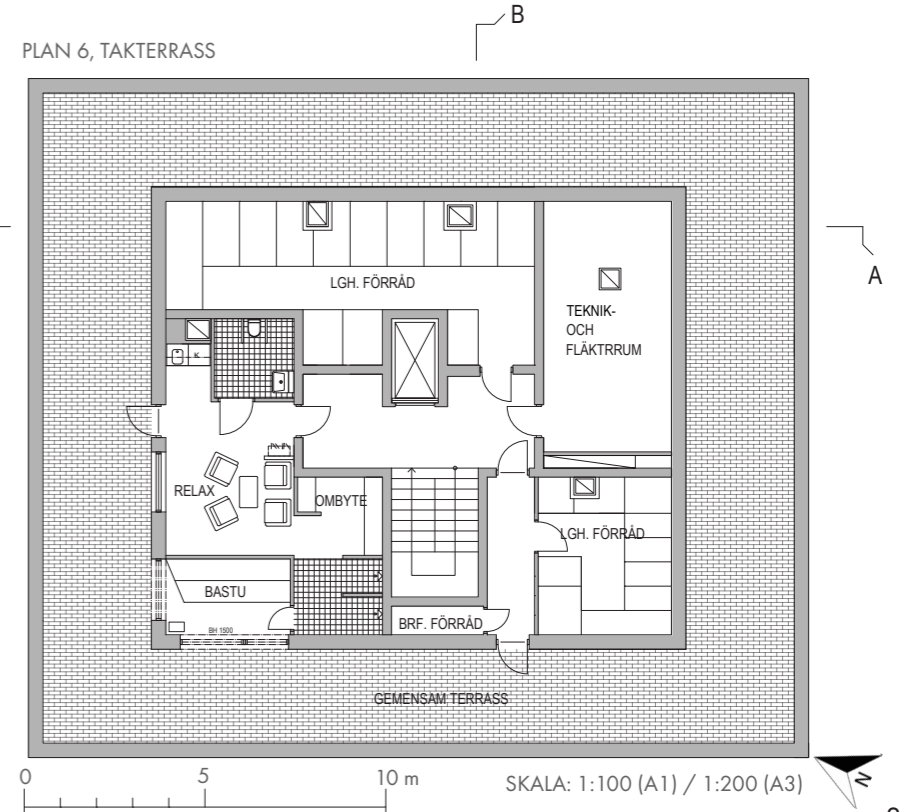 B
PLAN 6, TAKTERRASS
A
LGH. FÖRRÅD
TEKNIK-
OCH
FLÄKTRRUM
K
RELAX
OMBYTE
LGH. FÖRRÅD
BASTU
BRF. FÖRRÅD
BH 1500
GEMENSAM TERRASS
0 5 10 m
SKALA: 1:100 (A1) / 1:200 (A3)
N